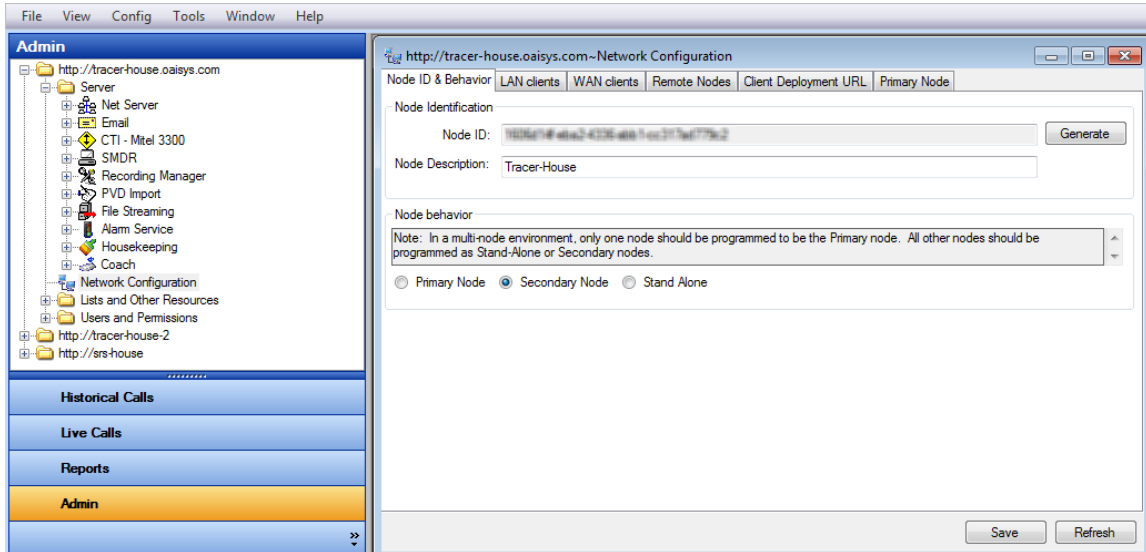 File View Config Tools Window Help
Admin
http://tracer-house.oaisys.com
Server
Net Server
Email
CTI - Mitel 3300
SMDR
Recording Manager
PVD Import
File Streaming
Alarm Service
Housekeeping
Coach
Network Configuration
Lists and Other Resources
Users and Permissions
http://tracer-house-2
http://srs-house
Historical Calls
Live Calls
Reports
Admin
http://tracer-house.oaisys.com~Network Configuration
Node ID & Behavior LAN clients WAN clients Remote Nodes Client Deployment URL Primary Node
Node Identification
Node ID:
Generate
Node Description: Tracer-House
Node behavior
Note: In a multi-node environment, only one node should be programmed to be the Primary node. All other nodes should be
programmed as Stand-Alone or Secondary nodes.
Primary Node Secondary Node Stand Alone
Save Refresh